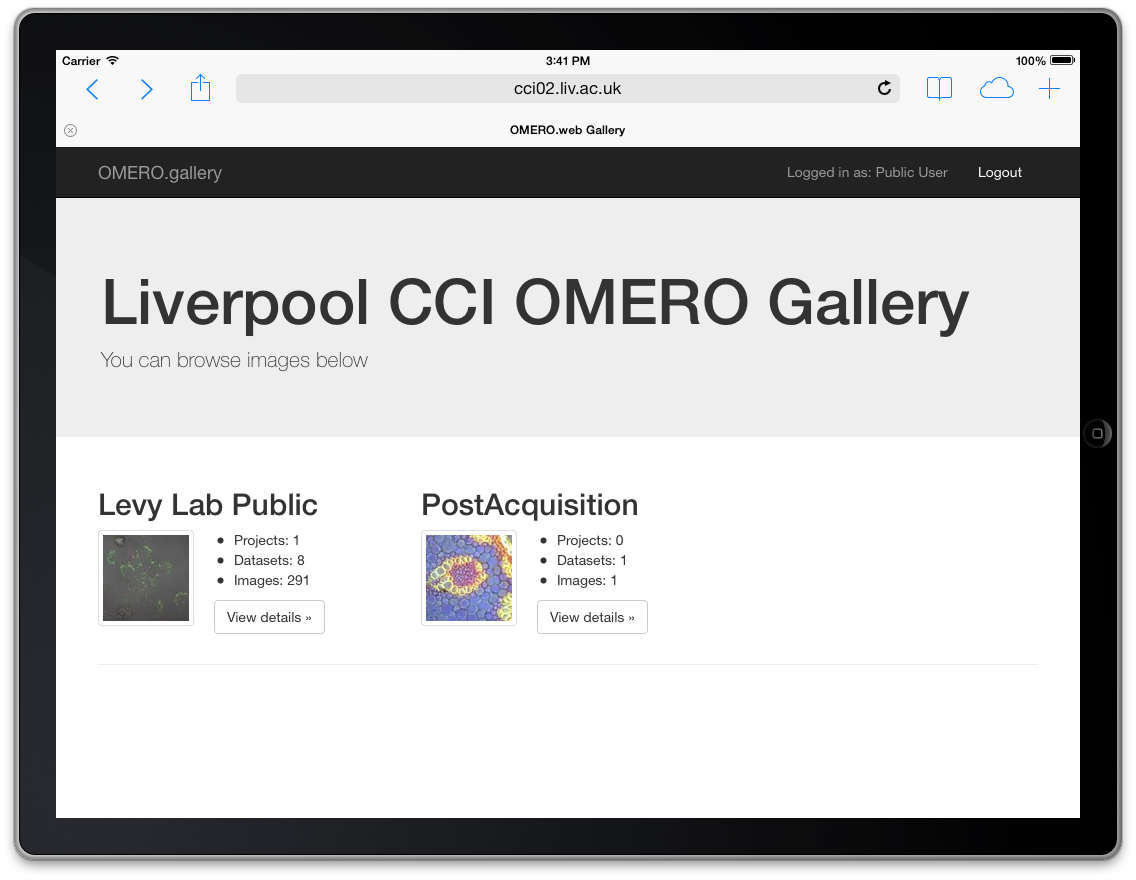 Carrier 3:41 PM 100%
cci02.liv.ac.uk
OMERO.web Gallery
OMERO.gallery Logged in as: Public User Logout
Liverpool CCI OMERO Gallery
You can browse images below
Levy Lab Public
Projects: 1
Datasets: 8
Images: 291
View details »
PostAcquisition
Projects: 0
Datasets: 1
Images: 1
View details »